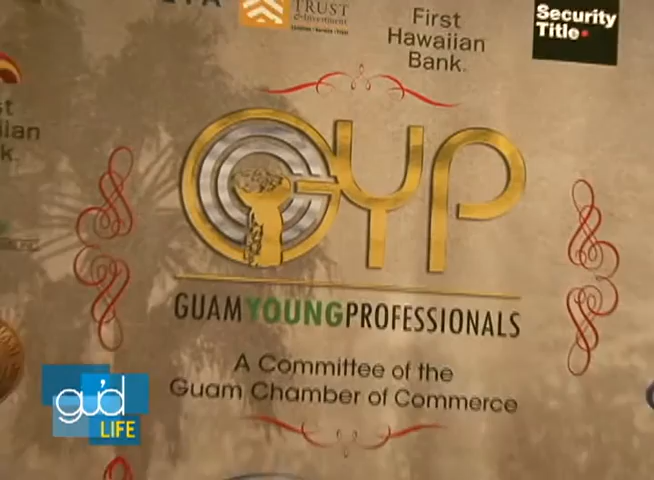 TRUST
& Investment
First
Hawaiian
Bank
Security
Title
GYP
GUAM YOUNG PROFESSIONALS
A Committee of the
Guam Chamber of Commerce
gu'd
LIFE